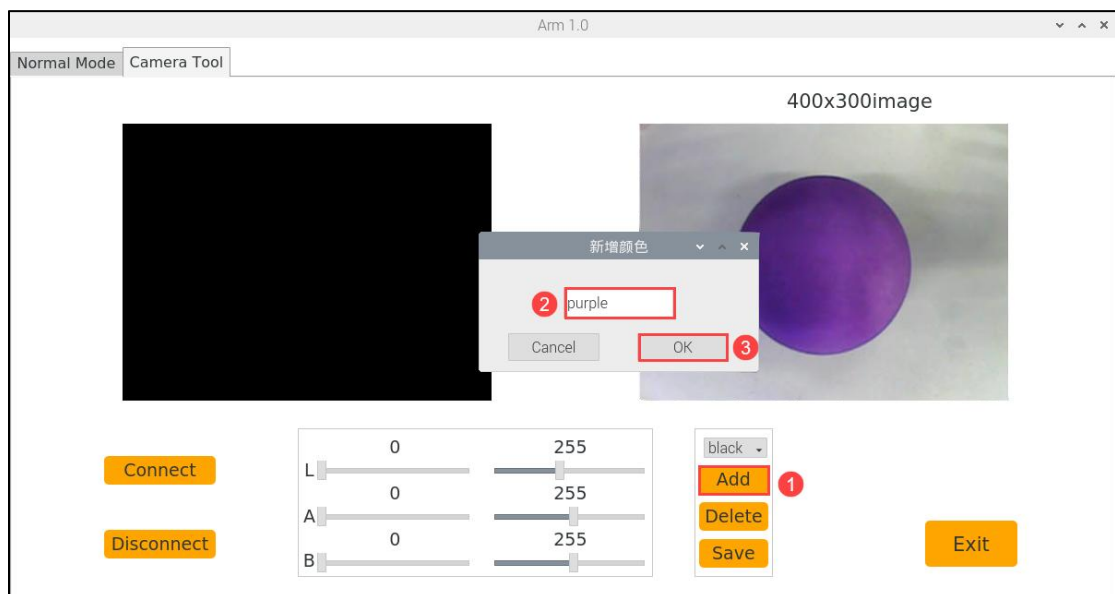 Arm 1.0
Normal Mode Camera Tool
400x300image
新增颜色
2 purple
Cancel OK 3
0 255
L
0 255
A
0 255
B
Connect
Disconnect
black
Add 1
Delete
Save
Exit